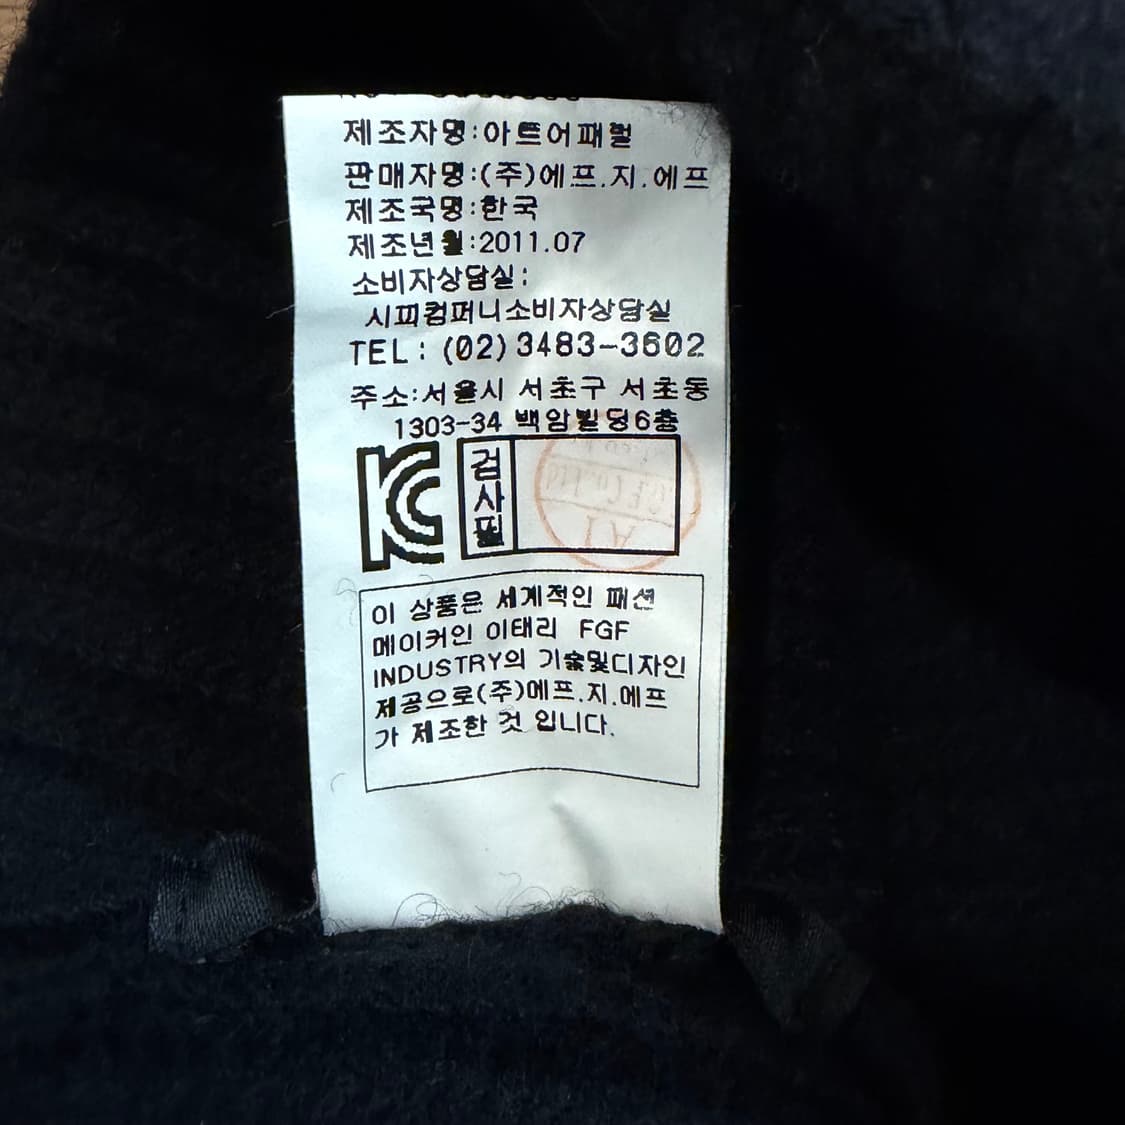 제조자명:아트어패럴
판매자명:(주)에프.지.에프
제조국명:한국
제조년월:2011.07
소비자상담실:
시피컴퍼니소비자상담실
TEL: (02)3483-3602
주소:서울시 서초구 서초동
1303-34 백암빌딩6층
KC
검사필
이 상품은 세계적인 패션
메이커인 이태리 FGF
INDUSTRY의 기술및디자인
제공으로(주)에프.지.에프
가 제조한 것 입니다.